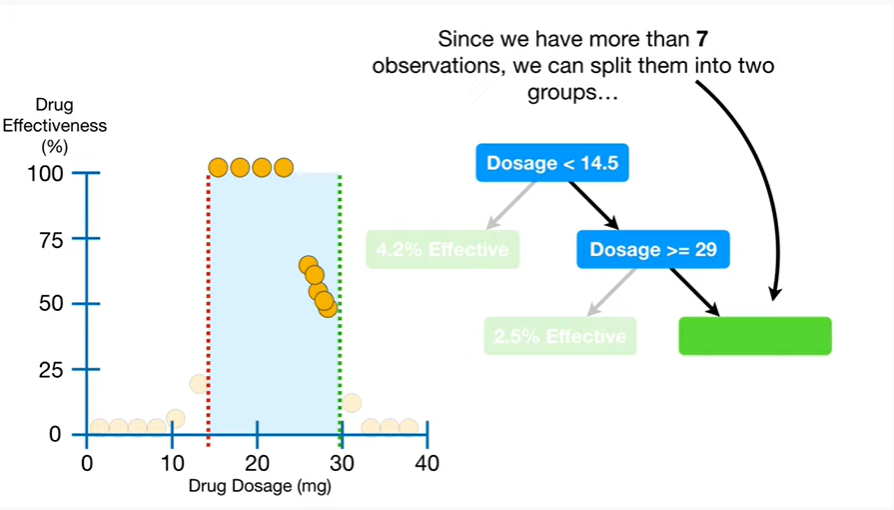 Since we have more than 7
observations, we can split them into two
groups…
Drug
Effectiveness
(%)
100
75
50
25
0
0 10 20 30 40
Drug Dosage (mg)
Dosage < 14.5
4.2% Effective
Dosage >= 29
2.5% Effective